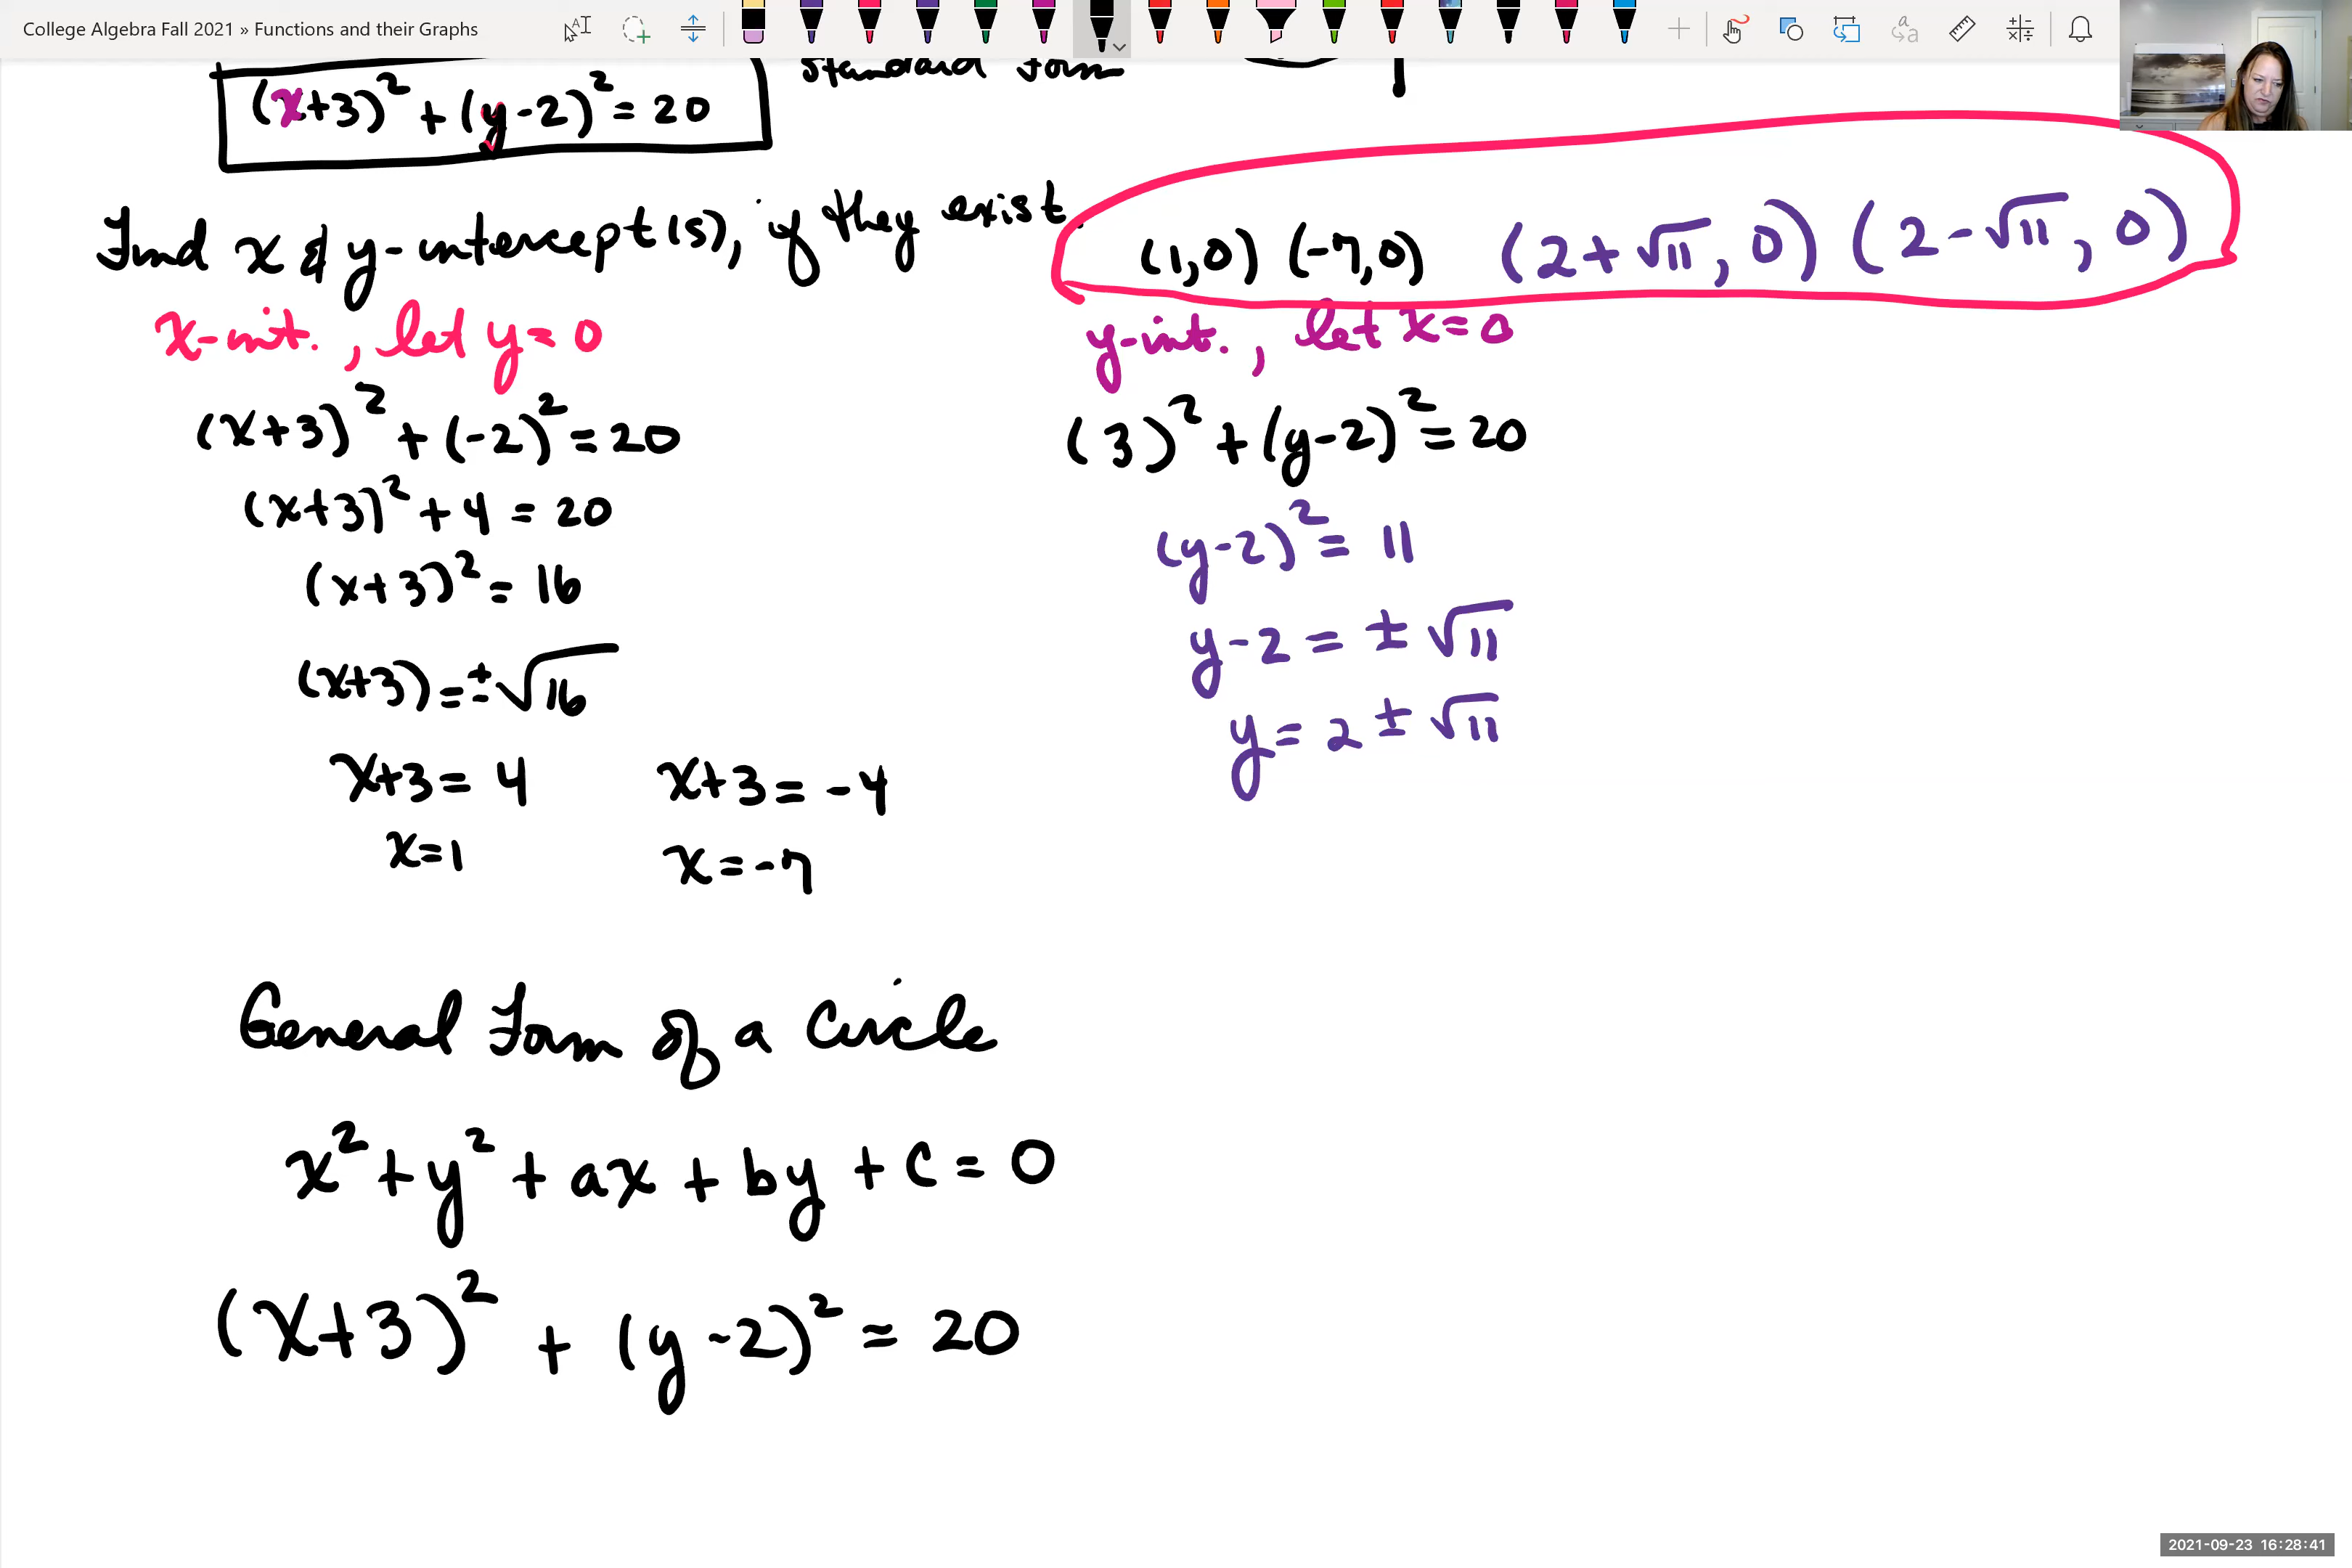 College Algebra Fall 2021 » Functions and their Graphs
Standard Form
(x+3)² + (y-2)² = 20
Find x & y-intercept(s), if they exist.
(1,0) (-7,0) (2+√11, 0) (2-√11, 0)
x-int., let y=0
(x+3)² + (-2)² = 20
(x+3)² + 4 = 20
(x+3)² = 16
(x+3) = ±√16
x+3 = 4 x+3 = -4
x=1 x=-7
y-int., let x=0
(3)² + (y-2)² = 20
(y-2)² = 11
y-2 = ± √11
y = 2 ± √11
General Form of a Circle
x² + y² + ax + by + c = 0
(x+3)² + (y-2)² = 20
2021-09-23 16:28:41